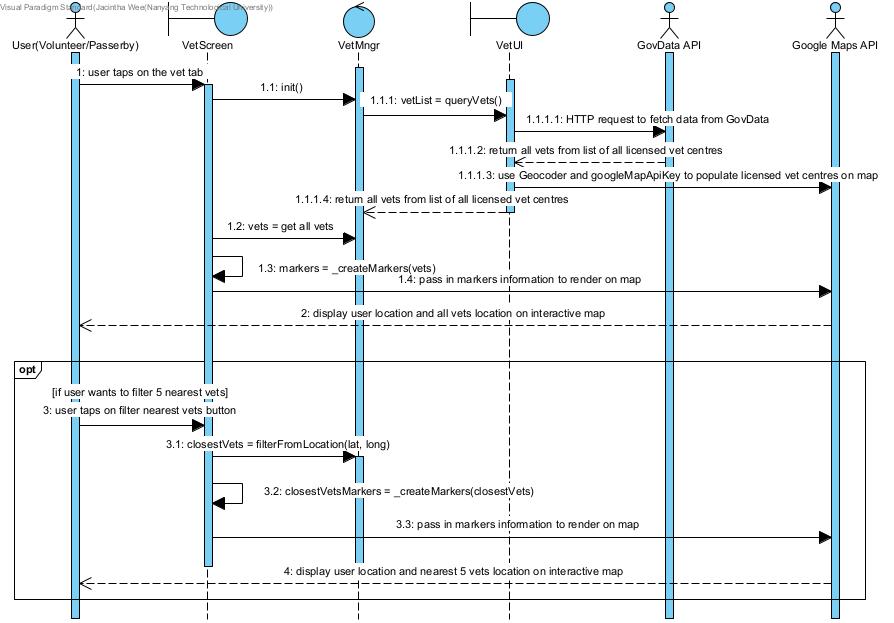 Visual Paradigm Standard(Jacintha Wee(Nanyang Technological University))
User(Volunteer/Passerby)
VetScreen
VetMngr
VetUI
GovData API
Google Maps API
1: user taps on the vet tab
1.1: init()
1.1.1: vetList = queryVets()
1.1.1.1: HTTP request to fetch data from GovData
1.1.1.2: return all vets from list of all licensed vet centres
1.1.1.3: use Geocoder and googleMapApiKey to populate licensed vet centres on map
1.1.1.4: return all vets from list of all licensed vet centres
1.2: vets = get all vets
1.3: markers = _createMarkers(vets)
1.4: pass in markers information to render on map
2: display user location and all vets location on interactive map
opt
[if user wants to filter 5 nearest vets]
3: user taps on filter nearest vets button
3.1: closestVets = filterFromLocation(lat, long)
3.2: closestVetsMarkers = _createMarkers(closestVets)
3.3: pass in markers information to render on map
4: display user location and nearest 5 vets location on interactive map